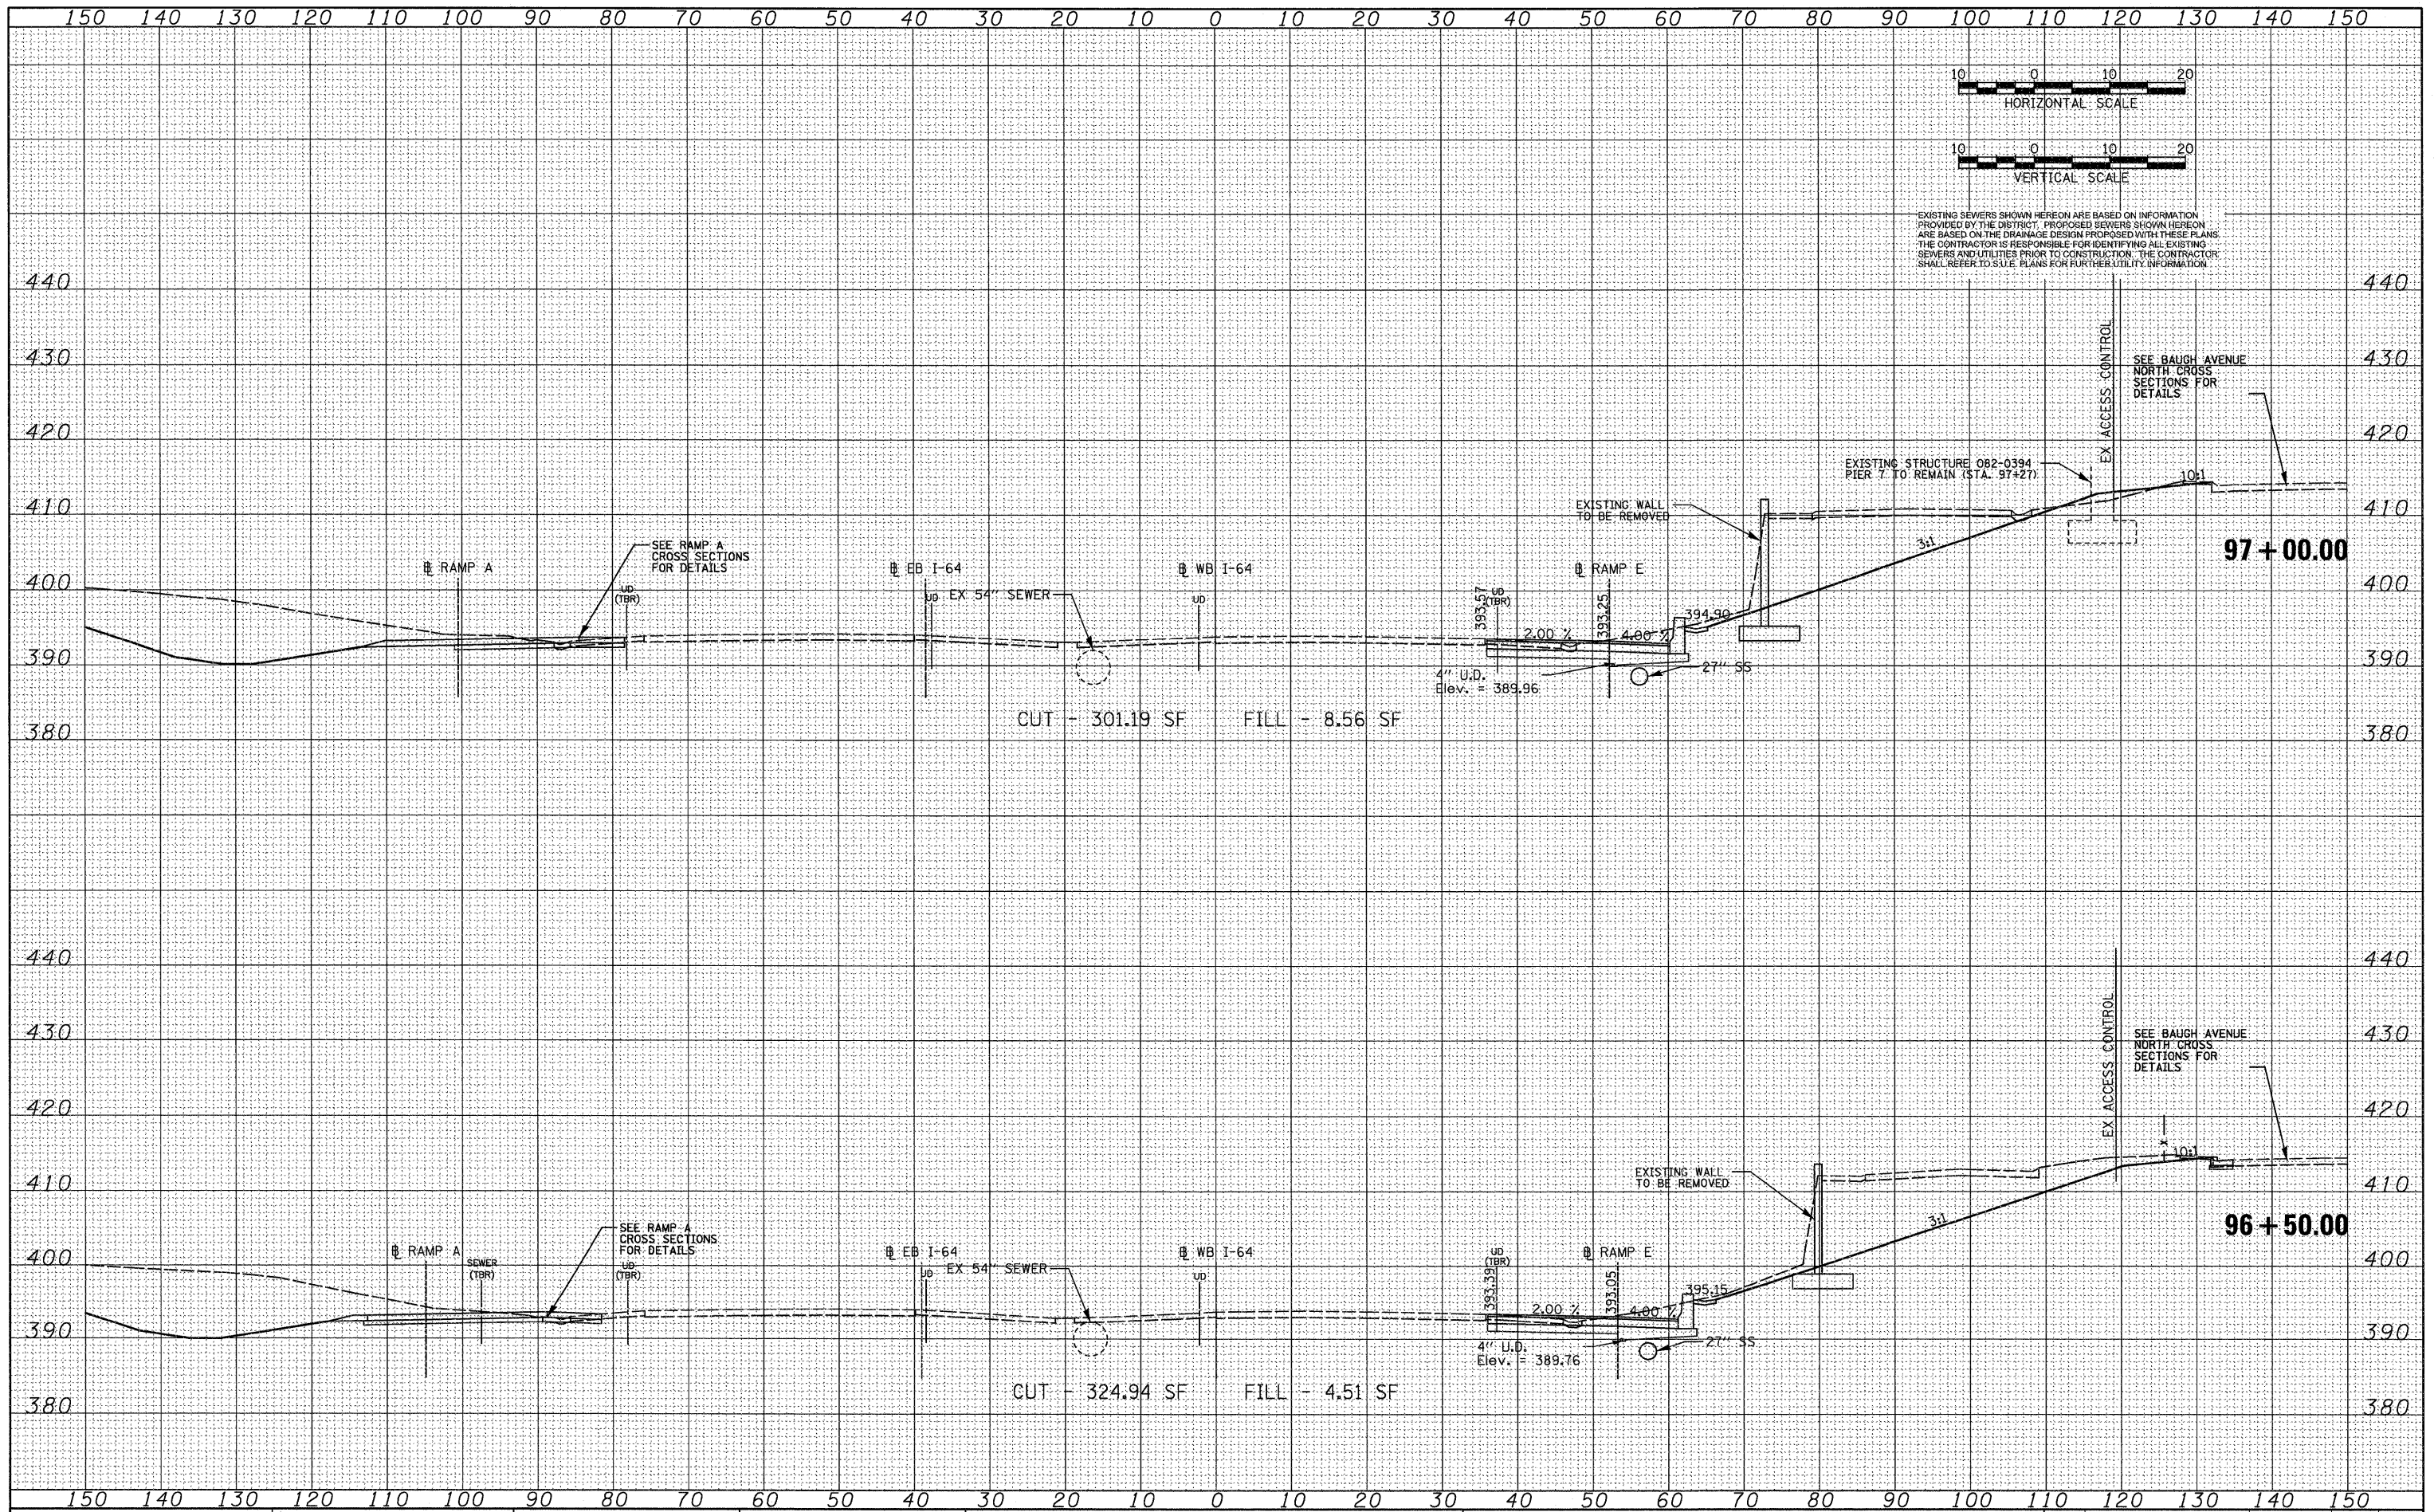 150 140 130 120 110 100 90 80 70 60 50 40 30 20 10 0 10 20 30 40 50 60 70 80 90 100 110 120 130 140 150
10 0 10 20
HORIZONTAL SCALE
10 0 10 20
VERTICAL SCALE
EXISTING SEWERS SHOWN HEREON ARE BASED ON INFORMATION
PROVIDED BY THE DISTRICT. PROPOSED SEWERS SHOWN HEREON
ARE BASED ON THE DRAINAGE DESIGN PROPOSED WITH THESE PLANS.
THE CONTRACTOR IS RESPONSIBLE FOR IDENTIFYING ALL EXISTING
SEWERS AND UTILITIES PRIOR TO CONSTRUCTION. THE CONTRACTOR
SHALL REFER TO S.U.E. PLANS FOR FURTHER UTILITY INFORMATION
440 440
430 430
420 420
410 410
400 400
390 390
380 380
EX ACCESS CONTROL
SEE BAUGH AVENUE
NORTH CROSS
SECTIONS FOR
DETAILS
EXISTING STRUCTURE 082-0394
PIER 7 TO REMAIN (STA. 97+27)
10:1
EXISTING WALL
TO BE REMOVED
3:1
97+00.00
SEE RAMP A
CROSS SECTIONS
FOR DETAILS
℄ RAMP A
UD
(TBR)
℄ EB I-64
UD
EX 54" SEWER
℄ WB I-64
UD
393.57
UD
(TBR)
℄ RAMP E
393.25
394.90
2.00 %
4.00 %
4" U.D.
Elev. = 389.96
27" SS
CUT - 301.19 SF FILL - 8.56 SF
440 440
430 430
420 420
410 410
400 400
390 390
380 380
EX ACCESS CONTROL
SEE BAUGH AVENUE
NORTH CROSS
SECTIONS FOR
DETAILS
x
10:1
EXISTING WALL
TO BE REMOVED
3:1
96+50.00
SEE RAMP A
CROSS SECTIONS
FOR DETAILS
℄ RAMP A
SEWER
(TBR)
UD
(TBR)
℄ EB I-64
UD
EX 54" SEWER
℄ WB I-64
UD
393.39
UD
(TBR)
℄ RAMP E
393.05
395.15
2.00 %
4.00 %
4" U.D.
Elev. = 389.76
27" SS
CUT - 324.94 SF FILL - 4.51 SF
150 140 130 120 110 100 90 80 70 60 50 40 30 20 10 0 10 20 30 40 50 60 70 80 90 100 110 120 130 140 150